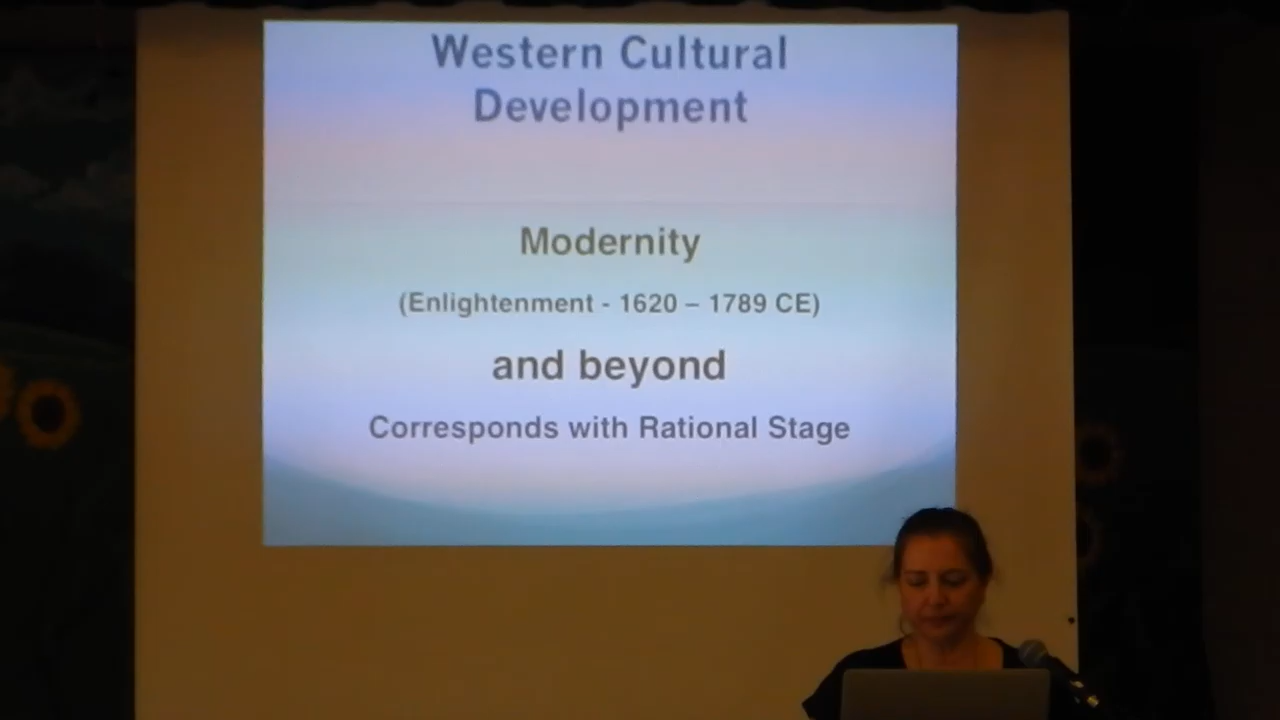 Western Cultural
Development
Modernity
(Enlightenment - 1620 – 1789 CE)
and beyond
Corresponds with Rational Stage